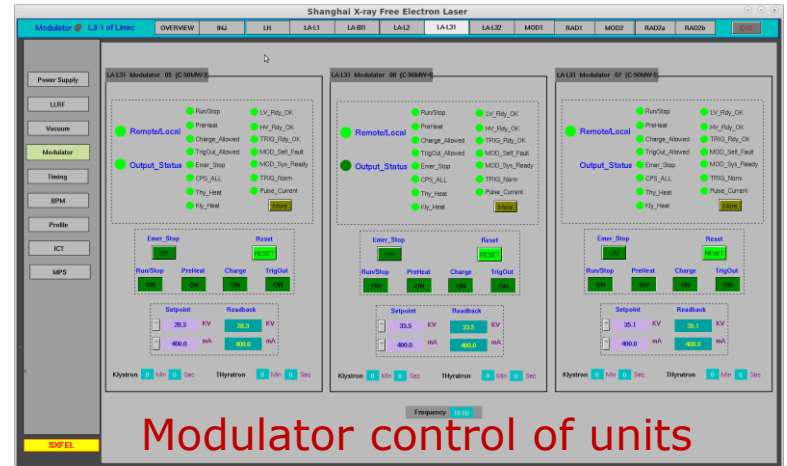 Shanghai X-ray Free Electron Laser
Modulator @ L3-1 of Linac OVERVIEW INJ LH LA-L1 LA-BI1 LA-L2 LA-L31 LA-L32 MOD1 RAD1 MOD2 RAD2a RAD2b EXIT
Power Supply
LLRF
Vacuum
Modulator
Timing
BPM
Profile
ICT
MPS
SXFEL
LA-L31 Modulator 05 (C-50MW-3)
Run/Stop LV_Rdy_OK
PreHeat HV_Rdy_OK
Remote/Local
Charge_Allowed TRIG_Rdy_OK
TrigOut_Allowed MOD_Self_Fault
Output_Status Emer_Stop MOD_Sys_Ready
CPS_ALL TRIG_Norm
Thy_Heat Pulse_Current
Kly_Heat More
Emer_Stop Reset
ON RESET
Run/Stop PreHeat Charge TrigOut
ON ON ON ON
Setpoint Readback
28.3 KV 28.3 KV
400.0 mA 400.0 mA
Klystron 0 Min 0 Sec THyratron 0 Min 0 Sec
LA-L31 Modulator 06 (C-50MW-4)
Run/Stop LV_Rdy_OK
PreHeat HV_Rdy_OK
Remote/Local
Charge_Allowed TRIG_Rdy_OK
TrigOut_Allowed MOD_Self_Fault
Output_Status Emer_Stop MOD_Sys_Ready
CPS_ALL TRIG_Norm
Thy_Heat Pulse_Current
Kly_Heat More
Emer_Stop Reset
ON RESET
Run/Stop PreHeat Charge TrigOut
ON ON ON ON
Setpoint Readback
33.5 KV 33.5 KV
400.0 mA 400.0 mA
Klystron 0 Min 0 Sec THyratron 0 Min 0 Sec
LA-L31 Modulator 07 (C-50MW-5)
Run/Stop LV_Rdy_OK
PreHeat HV_Rdy_OK
Remote/Local
Charge_Allowed TRIG_Rdy_OK
TrigOut_Allowed MOD_Self_Fault
Output_Status Emer_Stop MOD_Sys_Ready
CPS_ALL TRIG_Norm
Thy_Heat Pulse_Current
Kly_Heat More
Emer_Stop Reset
ON RESET
Run/Stop PreHeat Charge TrigOut
ON ON ON ON
Setpoint Readback
35.1 KV 35.1 KV
400.0 mA 400.0 mA
Klystron 0 Min 0 Sec THyratron 0 Min 0 Sec
Frequency 10 Hz
Modulator control of units